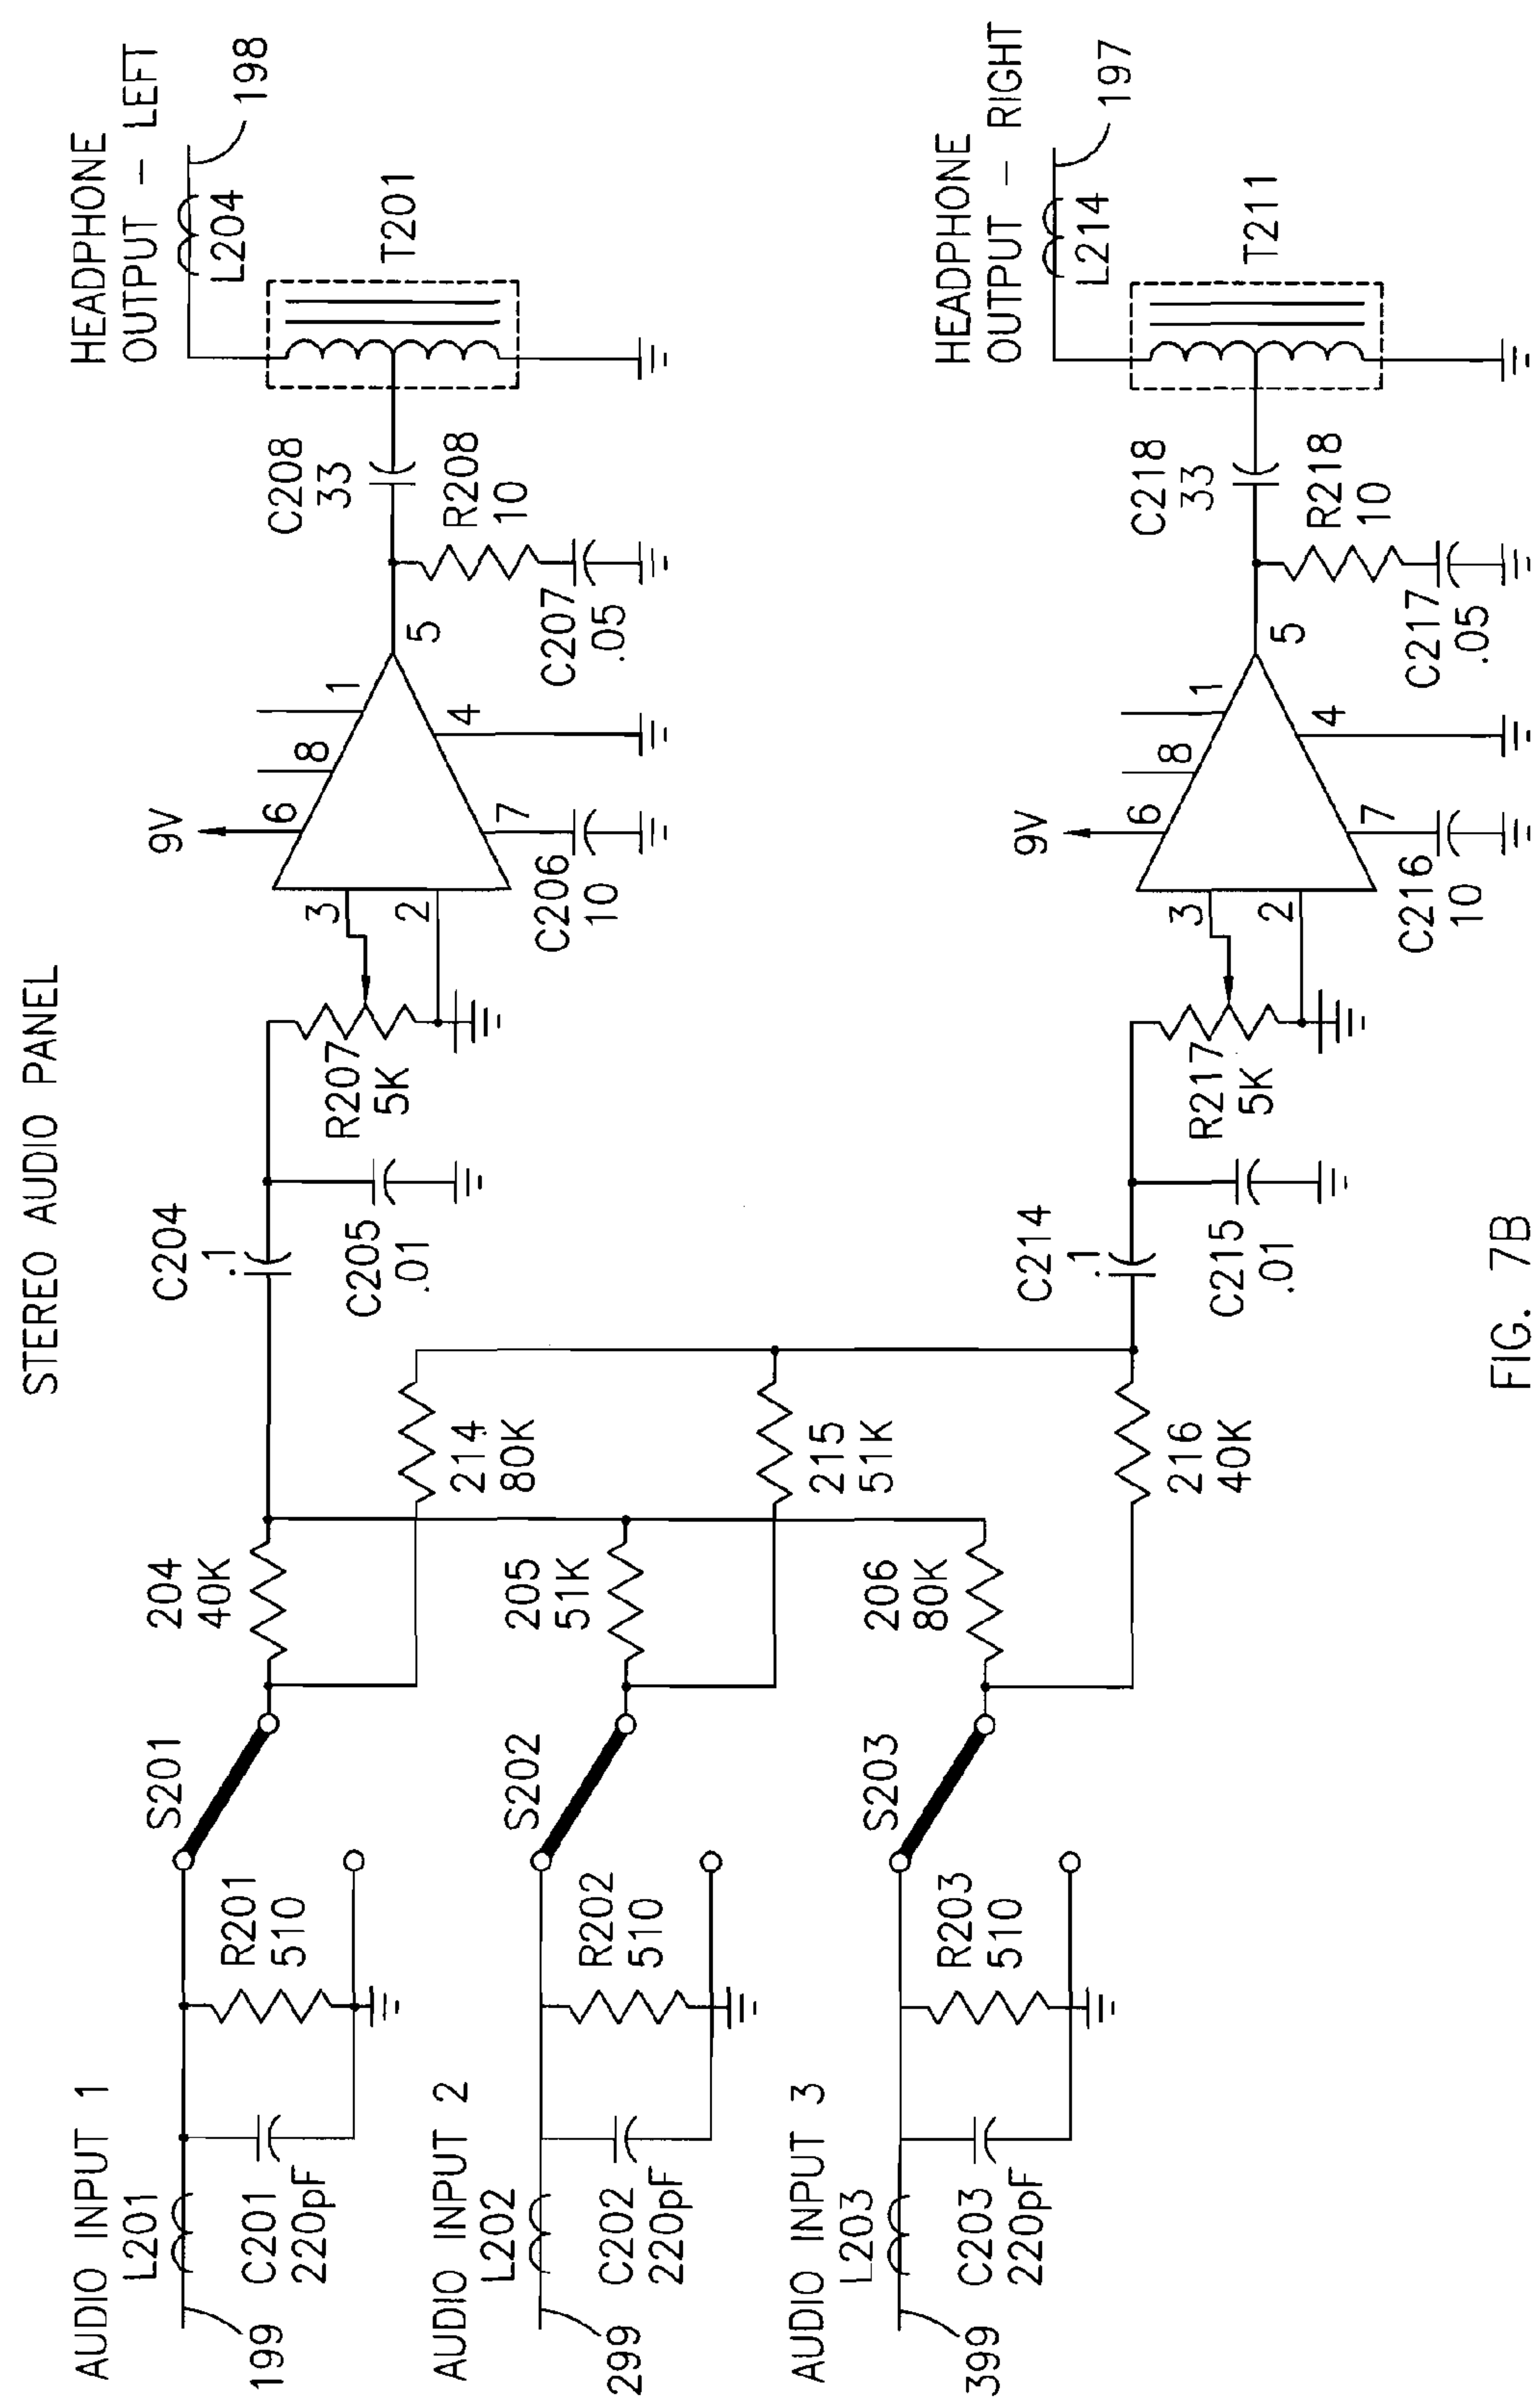 STEREO AUDIO PANEL
AUDIO INPUT 1
L201
199
C201
220pF
R201
510
S201
204
40K
214
80K
C204
.1
C205
.01
R207
5K
9V
3
2
6
8
1
7
4
5
C206
10
C207
.05
R208
10
C208
33
T201
L204
HEADPHONE
OUTPUT - LEFT
198
AUDIO INPUT 2
L202
299
C202
220pF
R202
510
S202
205
51K
215
51K
AUDIO INPUT 3
L203
399
C203
220pF
R203
510
S203
206
80K
216
40K
C214
.1
C215
.01
R217
5K
9V
3
2
6
8
1
7
4
5
C216
10
C217
.05
R218
10
C218
33
T211
L214
HEADPHONE
OUTPUT - RIGHT
197
FIG. 7B